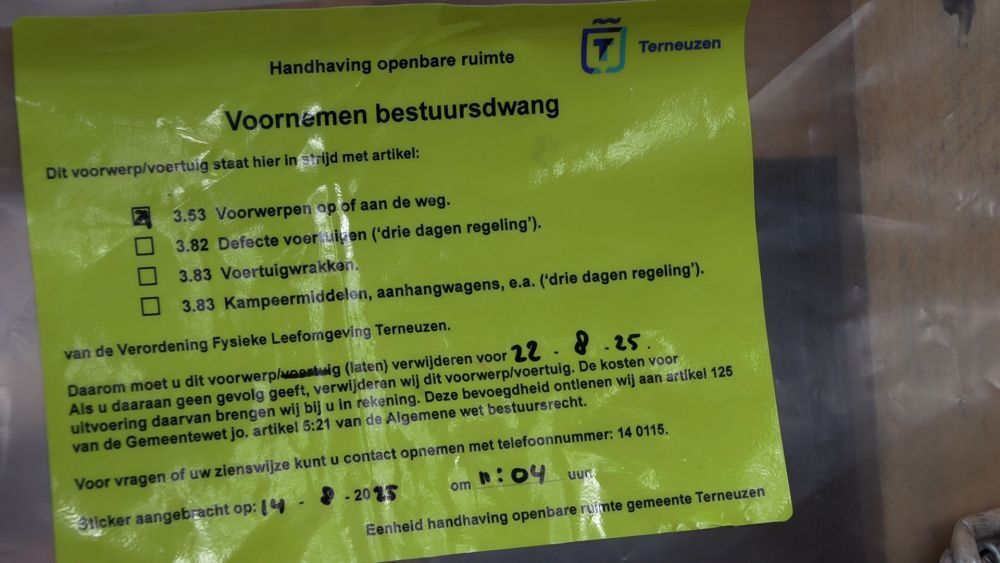 Handhaving openbare ruimte
Terneuzen
Voornemen bestuursdwang
Dit voorwerp/voertuig staat hier in strijd met artikel:
3.53 Voorwerpen op of aan de weg.
3.82 Defecte voertuigen (‘drie dagen regeling’).
3.83 Voertuigwrakken.
3.83 Kampeermiddelen, aanhangwagens, e.a. (‘drie dagen regeling’).
van de Verordening Fysieke Leefomgeving Terneuzen.
Daarom moet u dit voorwerp/voertuig (laten) verwijderen voor 22 - 8 - 25.
Als u daaraan geen gevolg geeft, verwijderen wij dit voorwerp/voertuig. De kosten voor
uitvoering daarvan brengen wij bij u in rekening. Deze bevoegdheid ontlenen wij aan artikel 125
van de Gemeentewet jo. artikel 5:21 van de Algemene wet bestuursrecht.
Voor vragen of uw zienswijze kunt u contact opnemen met telefoonnummer: 14 0115.
Sticker aangebracht op: 14 - 8 - 2025 om 11:04 uur
Eenheid handhaving openbare ruimte gemeente Terneuzen